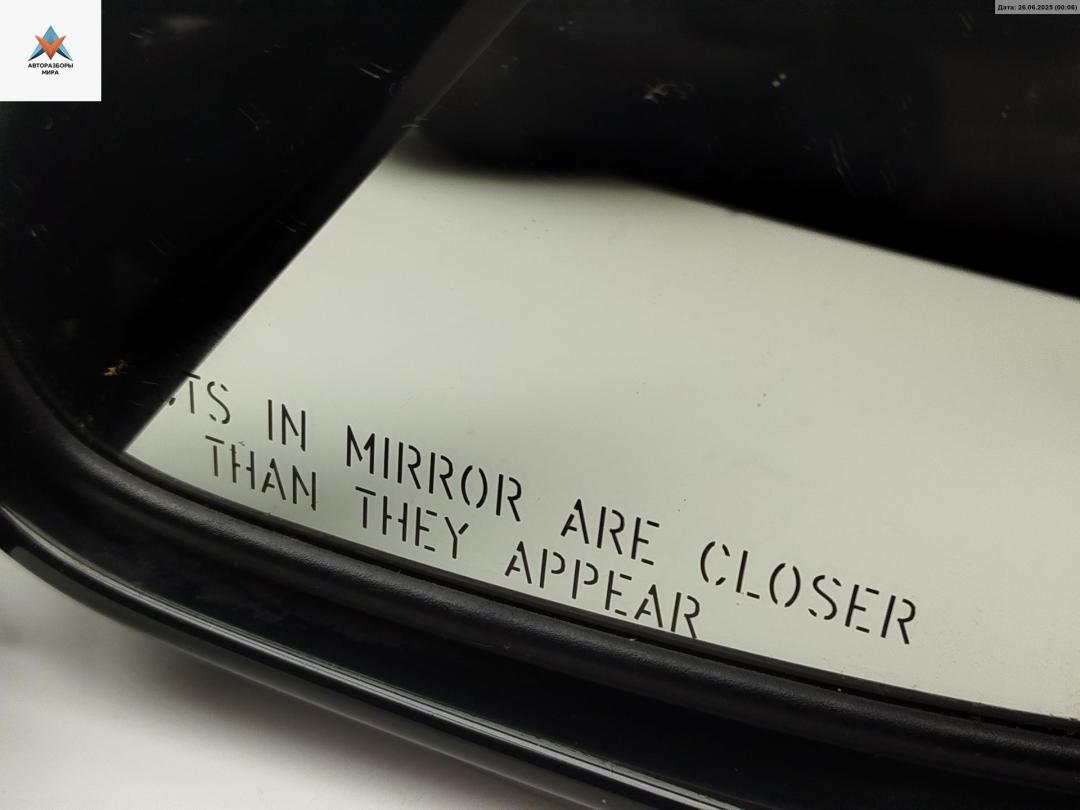 АВТОРАЗБОРЫ
МИРА
Дата: 26.06.2025 (00:06)
TS IN MIRROR ARE CLOSER
THAN THEY APPEAR